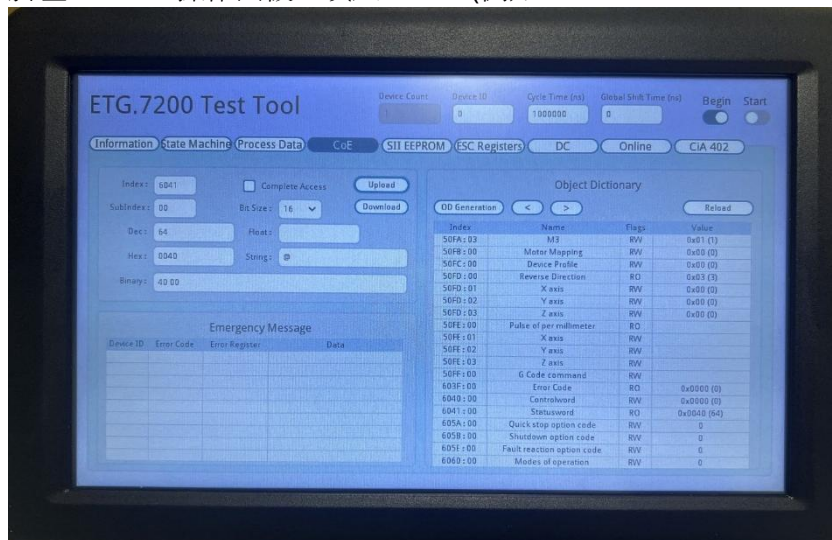 ETG.7200 Test Tool
Device Count
Device ID
0
Cycle Time (ns)
1000000
Global Shift Time (ns)
0
Begin
Start
Information
State Machine
Process Data
CoE
SII EEPROM
ESC Registers
DC
Online
CiA 402
Index: 6041
Complete Access
Upload
SubIndex: 00
Bit Size: 16
Download
Dec: 64
Float:
Hex: 0040
String: @
Binary: 40 00
Emergency Message
Device ID Error Code Error Register Data
Object Dictionary
OD Generation < > Reload
Index Name Flags Value
50FA:03 M3 RW 0x01 (1)
50FB:00 Motor Mapping RW 0x00 (0)
50FC:00 Device Profile RW 0x00 (0)
50FD:00 Reverse Direction RO 0x03 (3)
50FD:01 X axis RW 0x00 (0)
50FD:02 Y axis RW 0x00 (0)
50FD:03 Z axis RW 0x00 (0)
50FE:00 Pulse of per millimeter RO
50FE:01 X axis RW
50FE:02 Y axis RW
50FE:03 Z axis RW
50FF:00 G Code command RW
603F:00 Error Code RO 0x0000 (0)
6040:00 Controlword RW 0x0000 (0)
6041:00 Statusword RO 0x0040 (64)
605A:00 Quick stop option code RW 0
605B:00 Shutdown option code RW 0
605E:00 Fault reaction option code RW 0
6060:00 Modes of operation RW 0